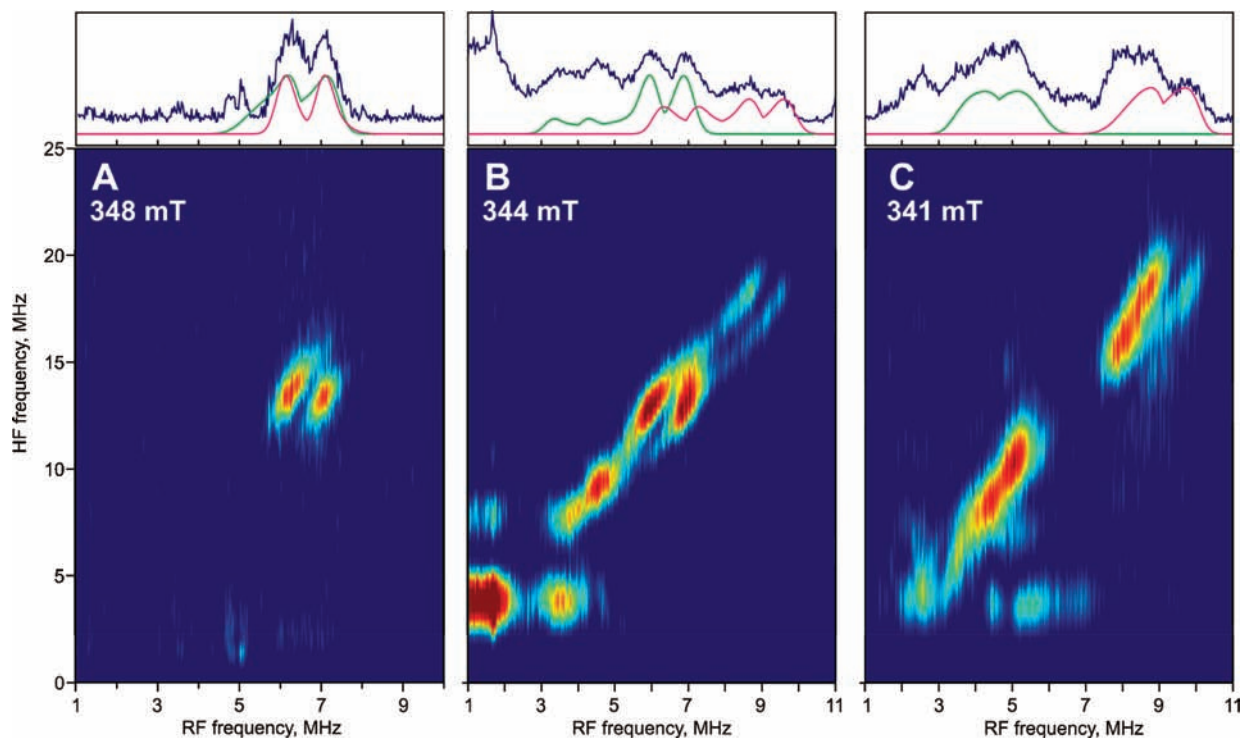 A
348 mT
B
344 mT
C
341 mT
25
20
15
10
5
0
HF frequency, MHz
1 3 5 7 9
RF frequency, MHz
1 3 5 7 9 11
RF frequency, MHz
1 3 5 7 9 11
RF frequency, MHz